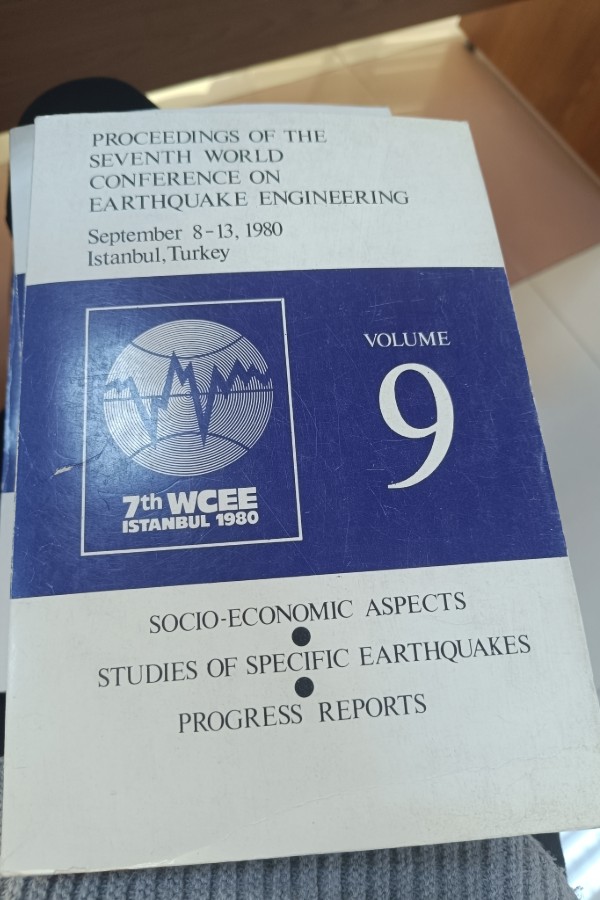 PROCEEDINGS OF THE
SEVENTH WORLD
CONFERENCE ON
EARTHQUAKE ENGINEERING
September 8-13, 1980
Istanbul, Turkey
VOLUME
9
7th WCEE
ISTANBUL 1980
SOCIO-ECONOMIC ASPECTS
STUDIES OF SPECIFIC EARTHQUAKES
PROGRESS REPORTS